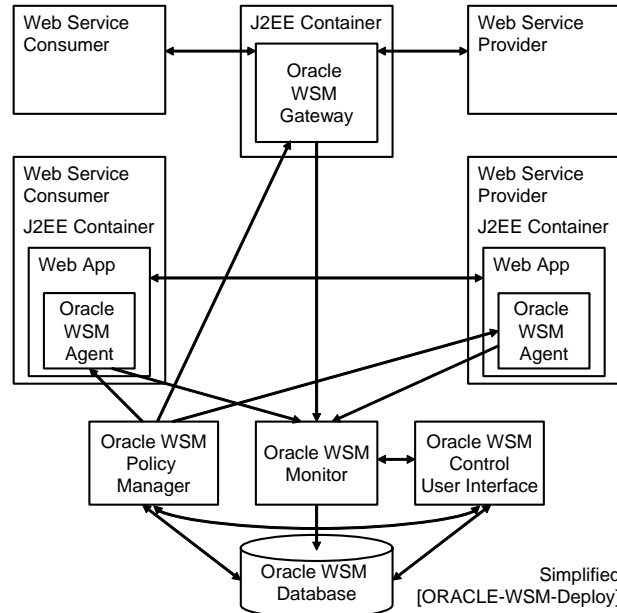 Web Service
Consumer
J2EE Container
Oracle
WSM
Gateway
Web Service
Provider
Web Service
Consumer
J2EE Container
Web App
Oracle
WSM
Agent
Web Service
Provider
J2EE Container
Web App
Oracle
WSM
Agent
Oracle WSM
Policy
Manager
Oracle WSM
Monitor
Oracle WSM
Control
User Interface
Oracle WSM
Database
Simplified
[ORACLE-WSM-Deploy]